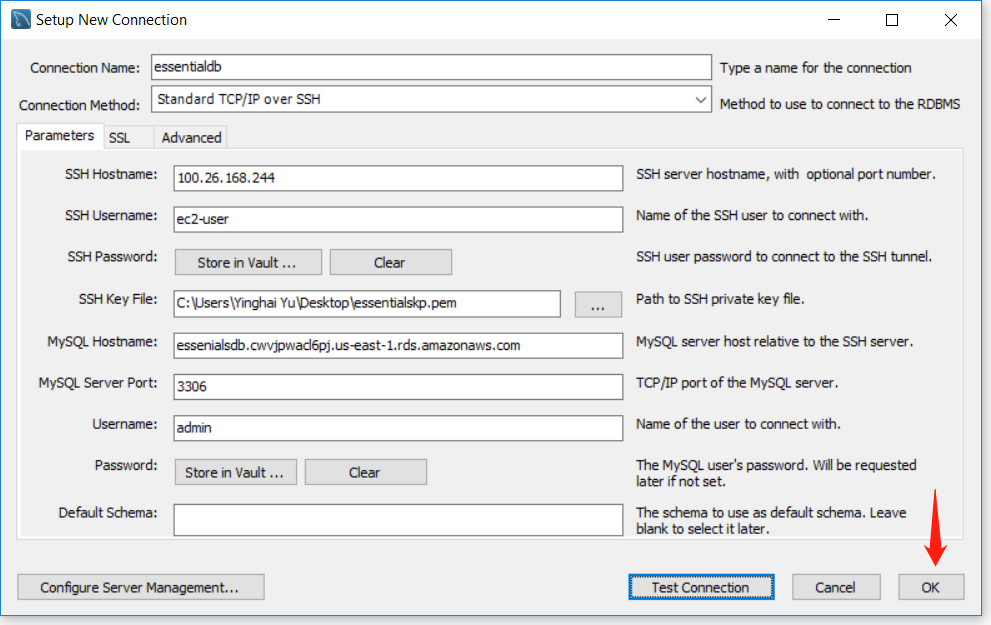 Setup New Connection
Connection Name: essentialdb Type a name for the connection
Connection Method: Standard TCP/IP over SSH Method to use to connect to the RDBMS
Parameters SSL Advanced
SSH Hostname: 100.26.168.244 SSH server hostname, with optional port number.
SSH Username: ec2-user Name of the SSH user to connect with.
SSH Password: Store in Vault ... Clear SSH user password to connect to the SSH tunnel.
SSH Key File: C:\Users\Yinghai Yu\Desktop\essentialskp.pem ... Path to SSH private key file.
MySQL Hostname: essenialsdb.cwvjpwacl6pj.us-east-1.rds.amazonaws.com MySQL server host relative to the SSH server.
MySQL Server Port: 3306 TCP/IP port of the MySQL server.
Username: admin Name of the user to connect with.
Password: Store in Vault ... Clear The MySQL user's password. Will be requested
later if not set.
Default Schema: The schema to use as default schema. Leave
blank to select it later.
Configure Server Management... Test Connection Cancel OK